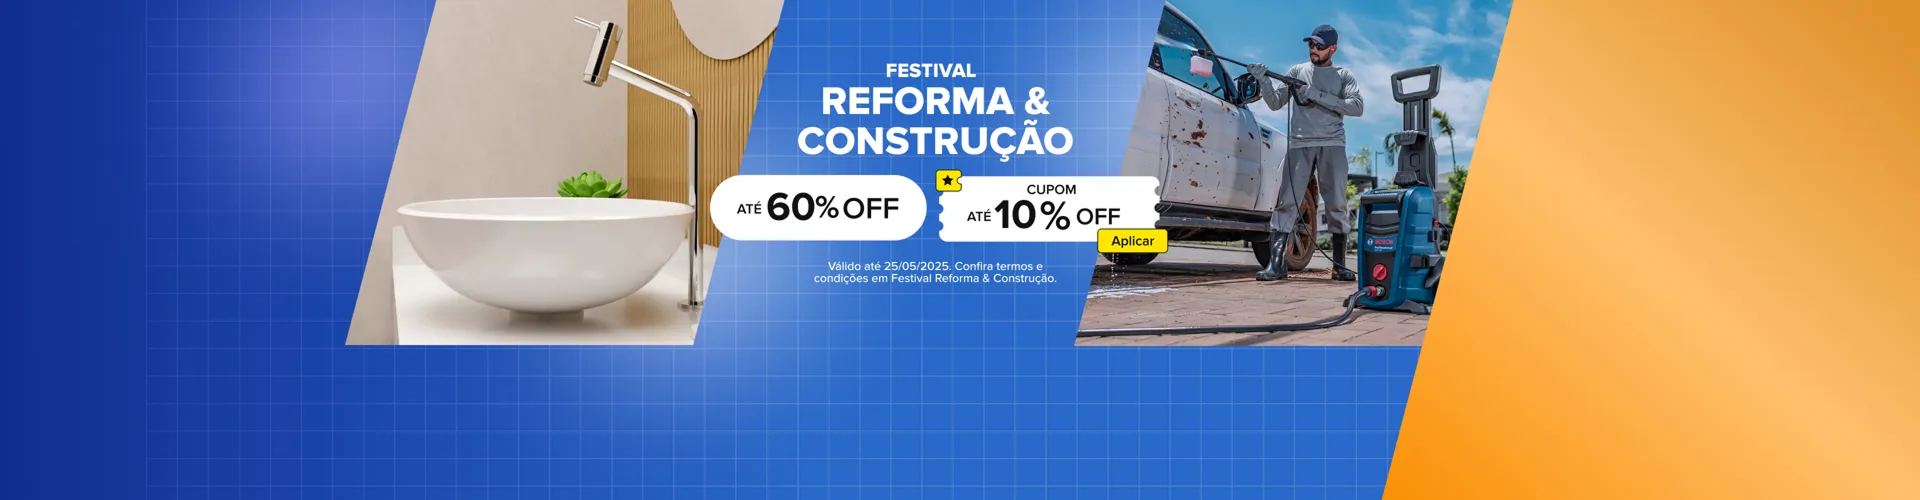 FESTIVAL
REFORMA &
CONSTRUÇÃO
ATÉ 60% OFF
CUPOM
ATÉ 10% OFF
Aplicar
Válido até 25/05/2025. Confira termos e
condições em Festival Reforma & Construção.
BOSCH